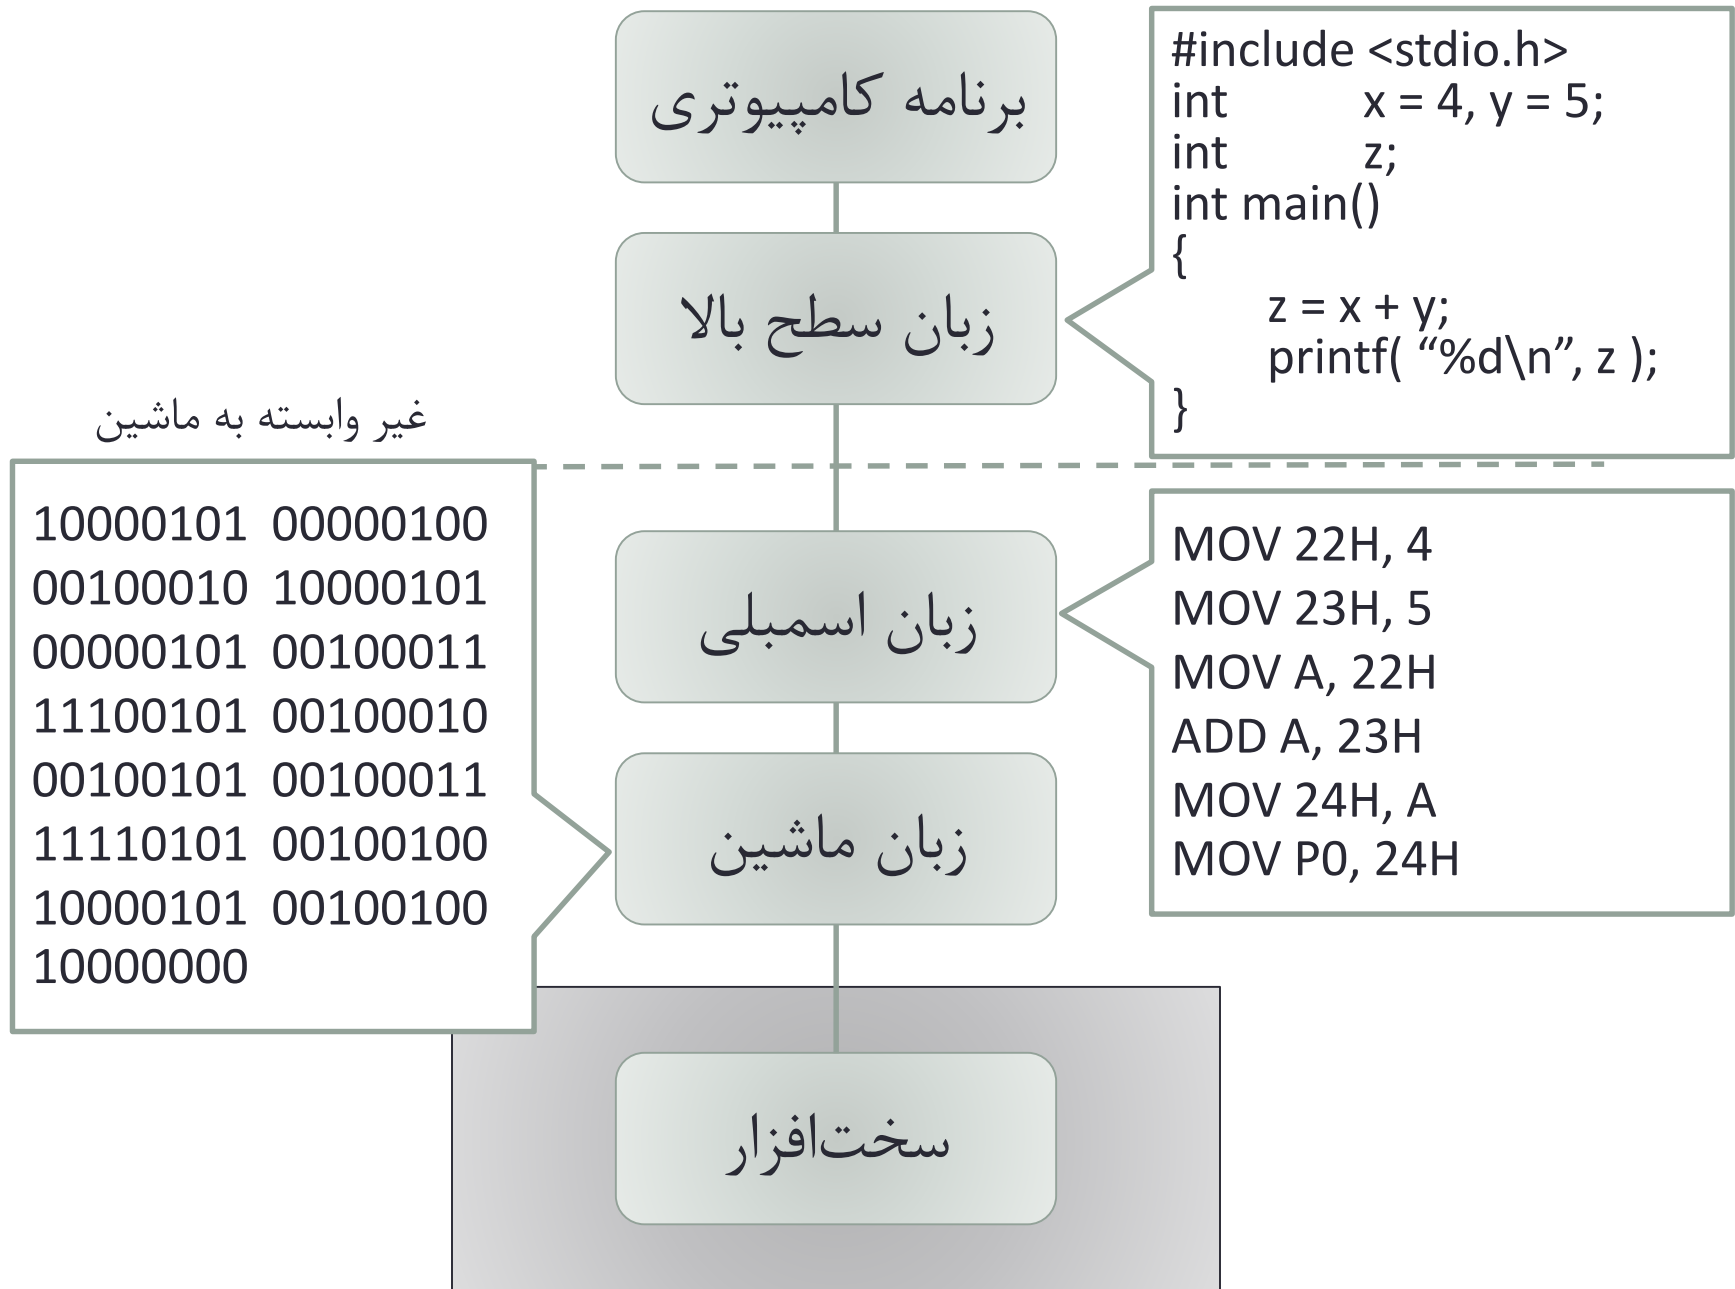 برنامه کامپیوتری
#include <stdio.h>
int x = 4, y = 5;
int z;
int main()
{
z = x + y;
printf( “%d\n”, z );
}
زبان سطح بالا
غیر وابسته به ماشین
زبان اسمبلی
MOV 22H, 4
MOV 23H, 5
MOV A, 22H
ADD A, 23H
MOV 24H, A
MOV P0, 24H
10000101 00000100
00100010 10000101
00000101 00100011
11100101 00100010
00100101 00100011
11110101 00100100
10000101 00100100
10000000
زبان ماشین
سخت‌افزار